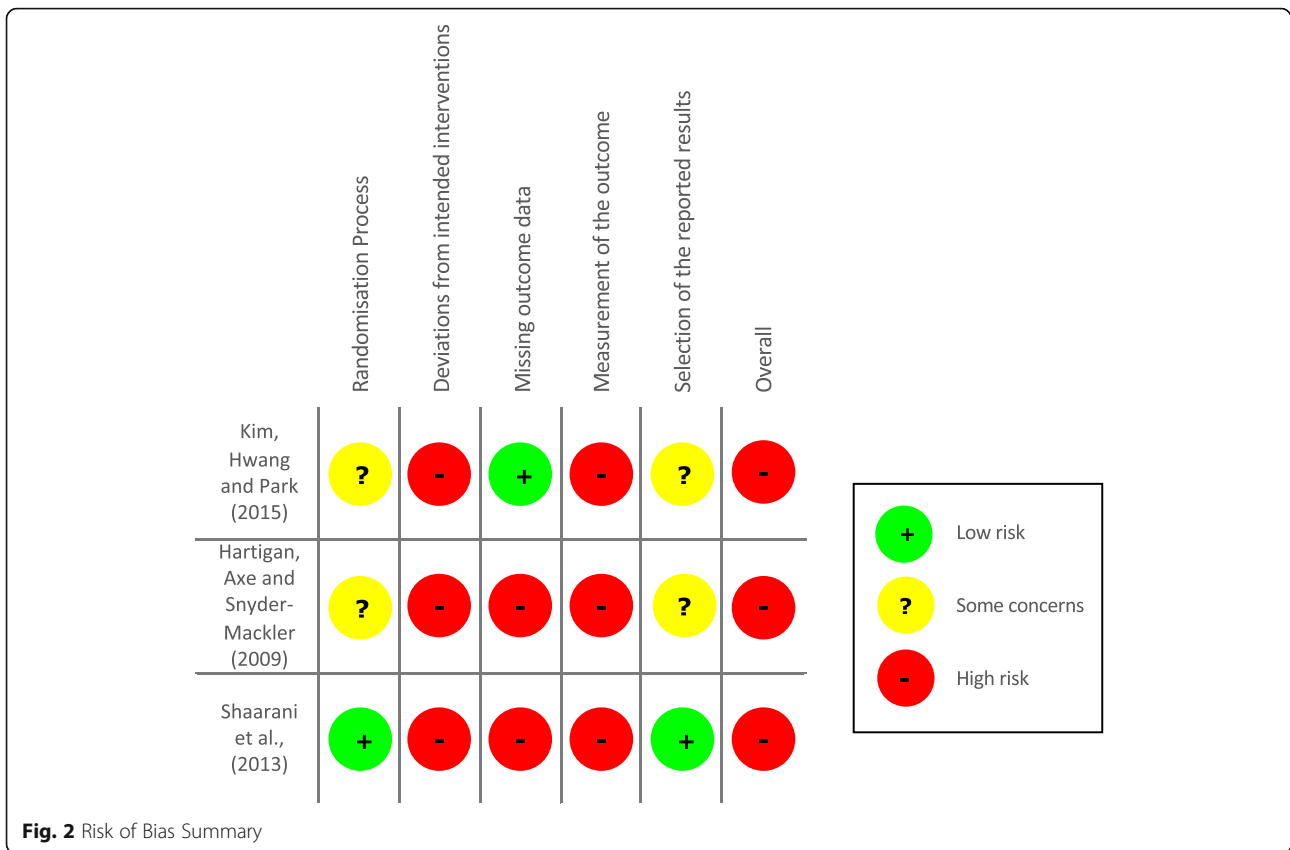 Randomisation Process
Deviations from intended interventions
Missing outcome data
Measurement of the outcome
Selection of the reported results
Overall
Kim,
Hwang
and Park
(2015)
? - + - ? -
Hartigan,
Axe and
Snyder-
Mackler
(2009)
? - - - ? -
Shaarani
et al.,
(2013)
+ - - - + -
+ Low risk
? Some concerns
- High risk
Fig. 2 Risk of Bias Summary